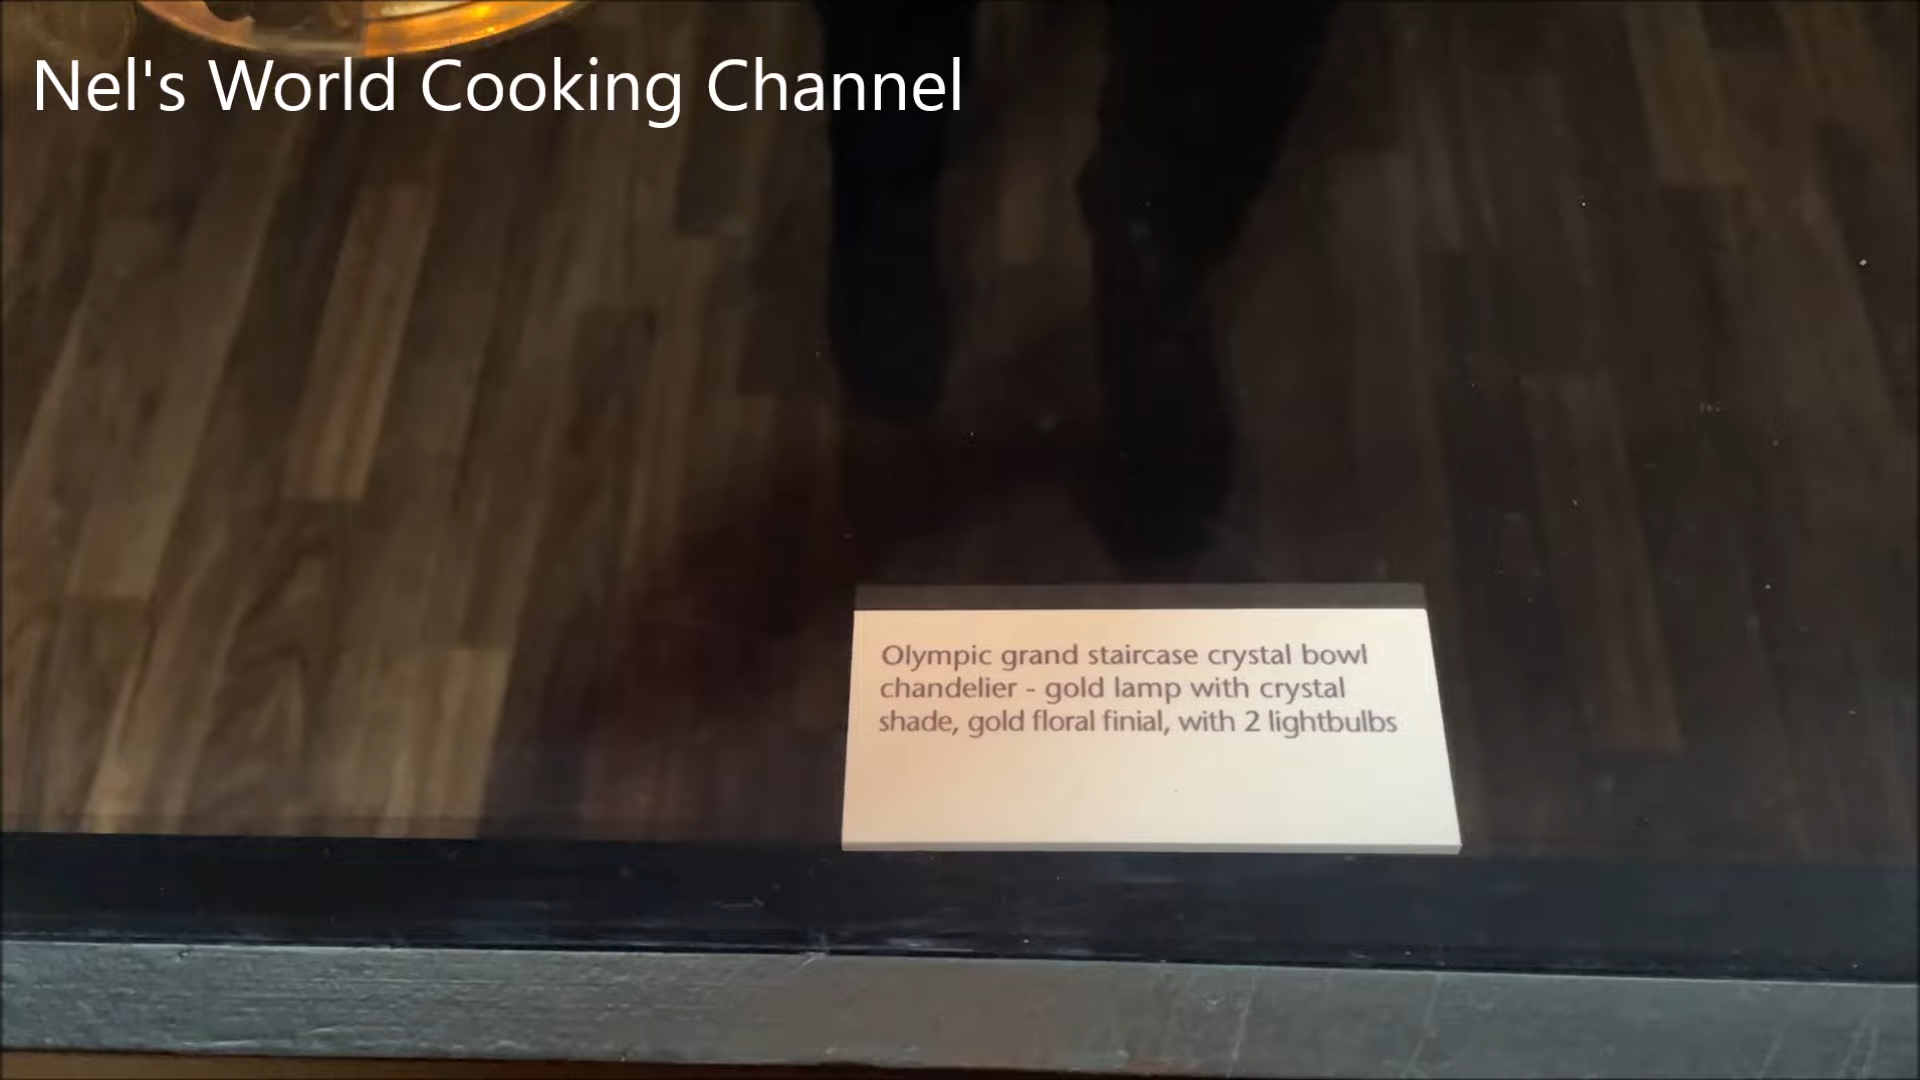 Nel's World Cooking Channel
Olympic grand staircase crystal bowl
chandelier - gold lamp with crystal
shade, gold floral finial, with 2 lightbulbs